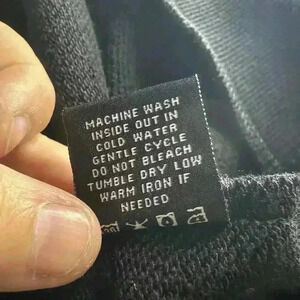 MACHINE WASH
INSIDE OUT IN
COLD WATER
GENTLE CYCLE
DO NOT BLEACH
TUMBLE DRY LOW
WARM IRON IF
NEEDED